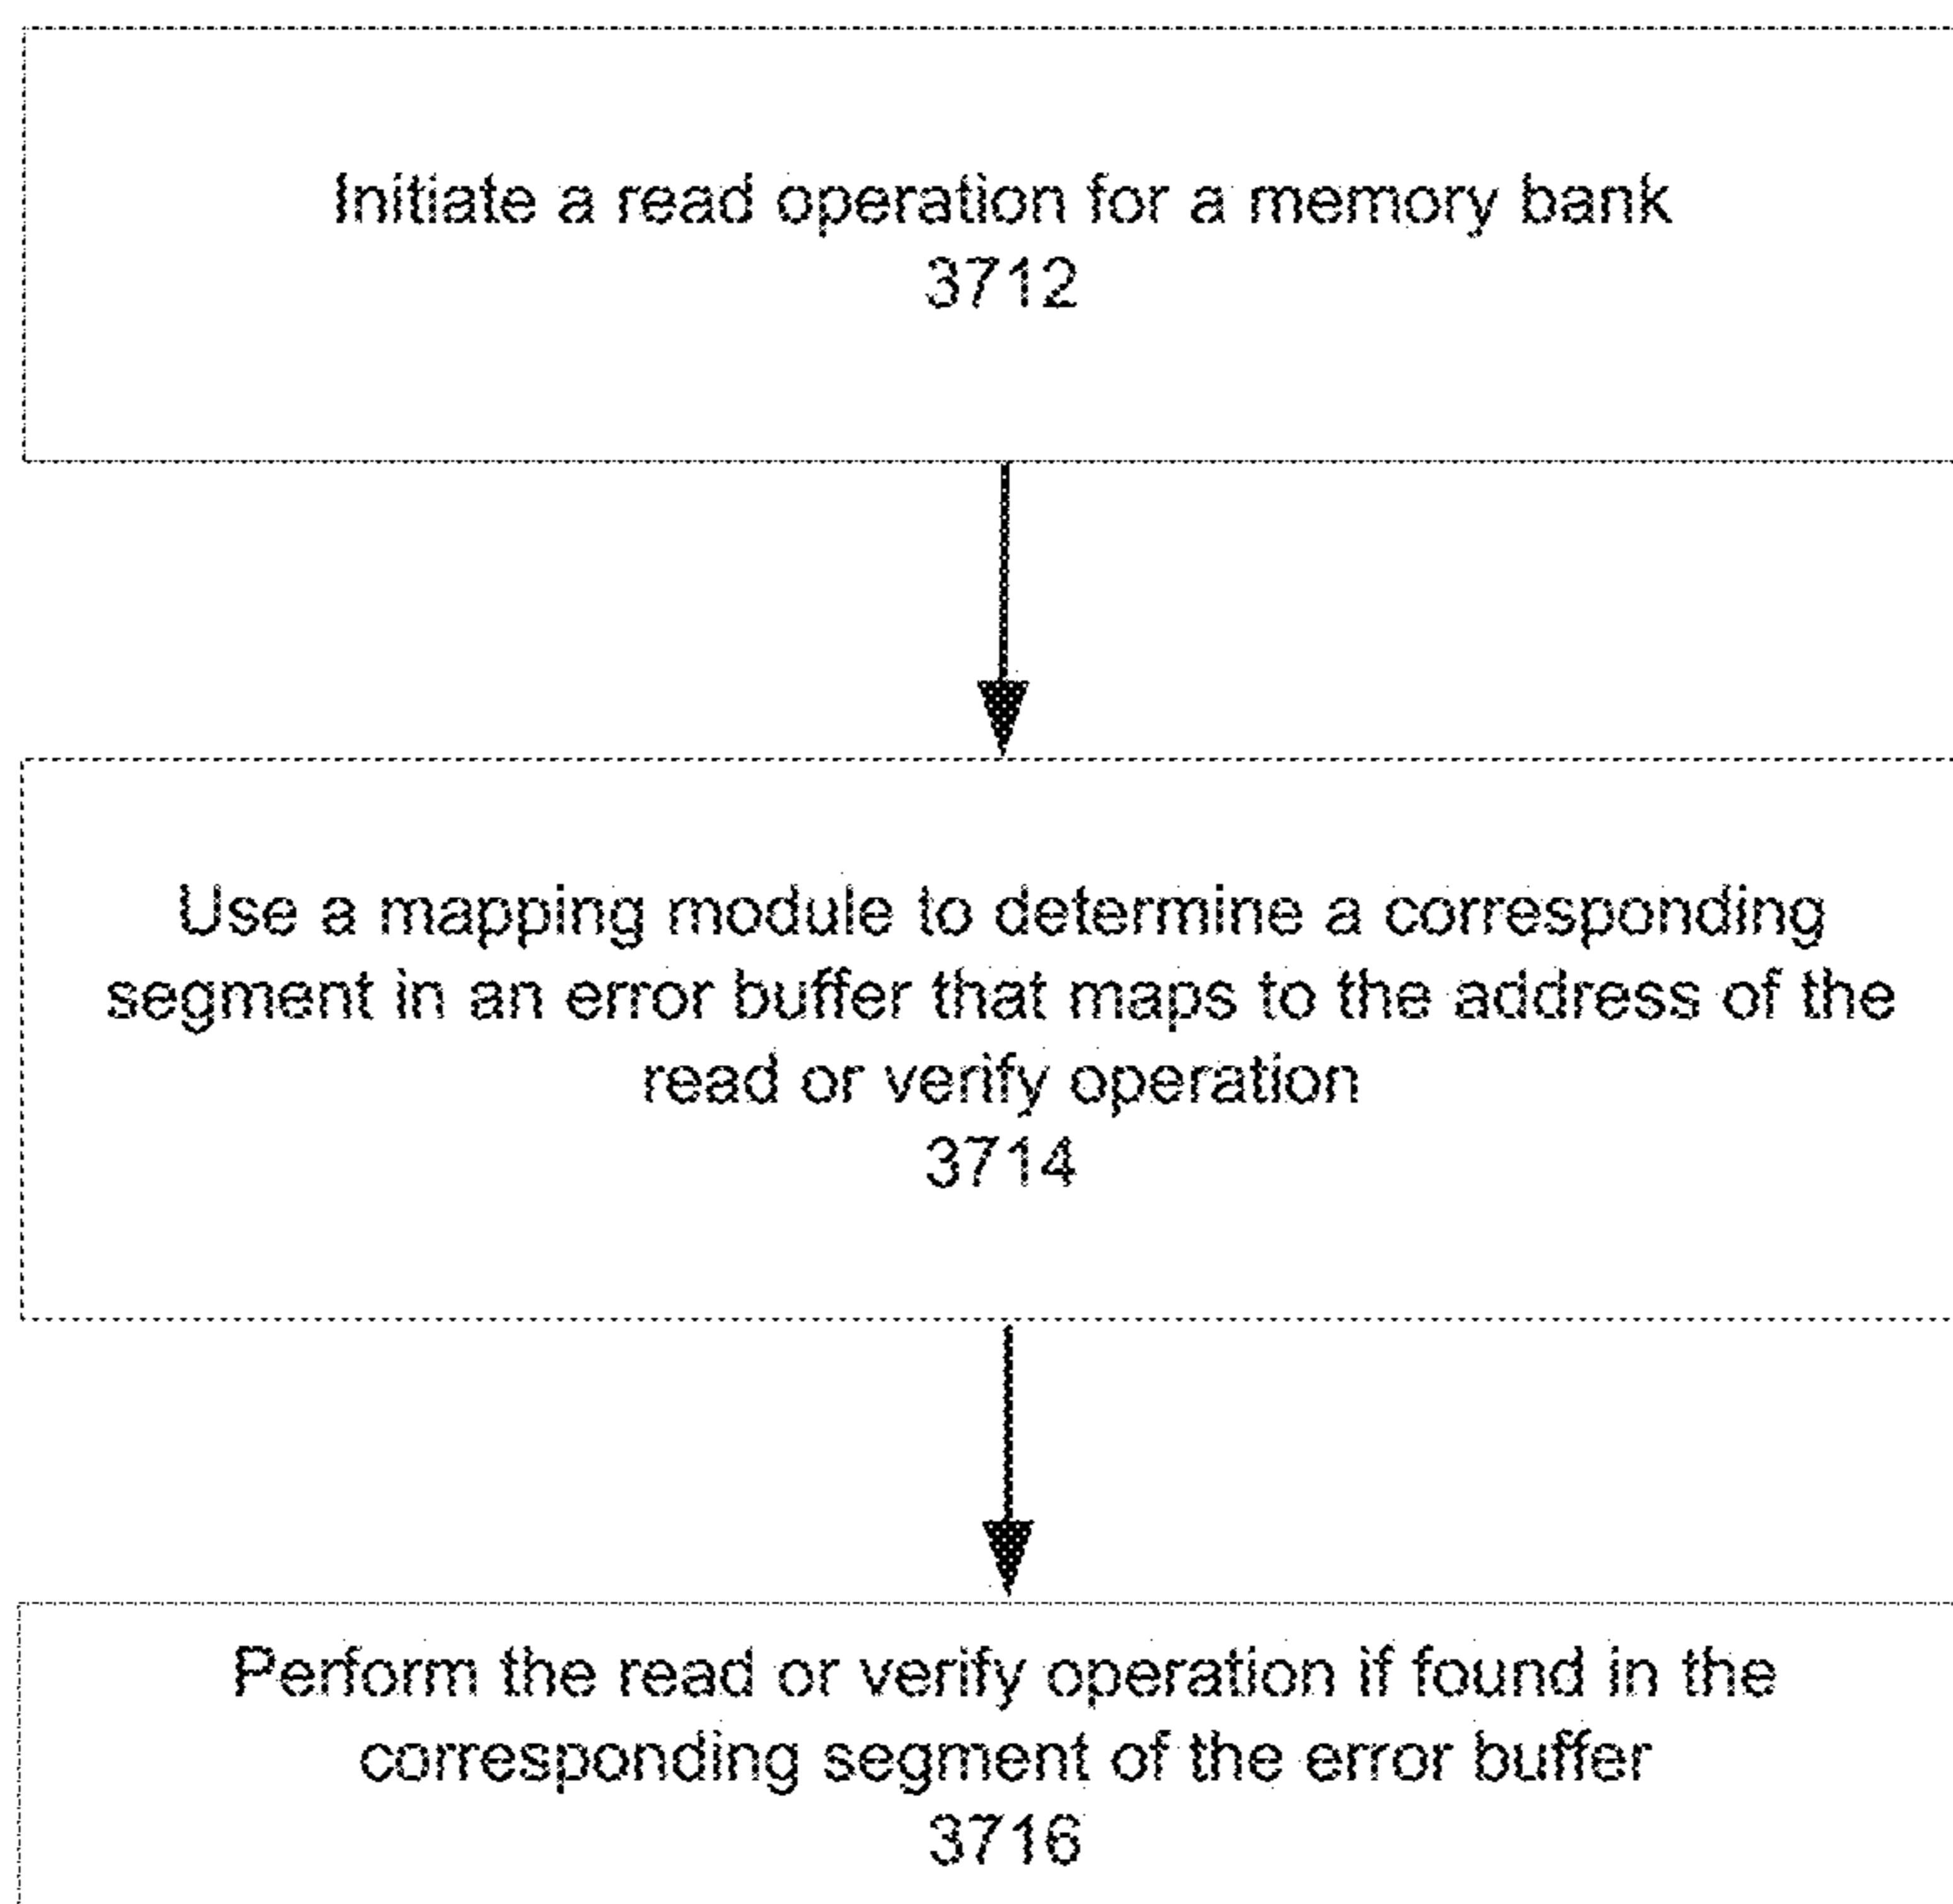 Initiate a read operation for a memory bank
3712
Use a mapping module to determine a corresponding
segment in an error buffer that maps to the address of the
read or verify operation
3714
Perform the read or verify operation if found in the
corresponding segment of the error buffer
3716